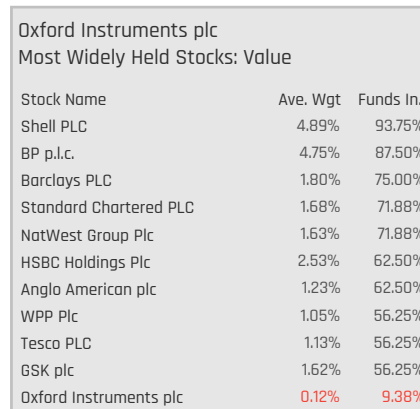 Oxford Instruments plc
Most Widely Held Stocks: Value
Stock Name Ave. Wgt Funds In.
Shell PLC 4.89% 93.75%
BP p.l.c. 4.75% 87.50%
Barclays PLC 1.80% 75.00%
Standard Chartered PLC 1.68% 71.88%
NatWest Group Plc 1.63% 71.88%
HSBC Holdings Plc 2.53% 62.50%
Anglo American plc 1.23% 62.50%
WPP Plc 1.05% 56.25%
Tesco PLC 1.13% 56.25%
GSK plc 1.62% 56.25%
Oxford Instruments plc 0.12% 9.38%